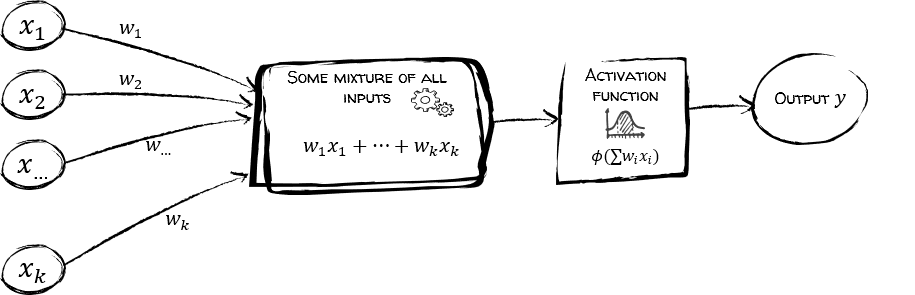 x₁
w₁
x₂
w₂
x...
w...
xₖ
wₖ
Some mixture of all
inputs
w₁x₁ + ⋯ + wₖxₖ
Activation
function
ϕ(∑wᵢxᵢ)
Output y